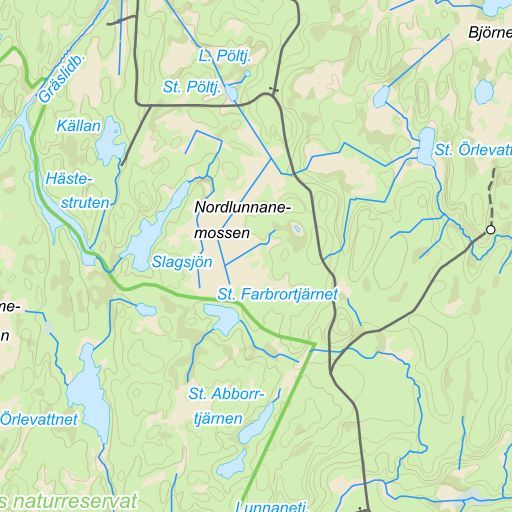 Björne
L. Pöltj.
Gräslidb.
St. Pöltj.
Källan
St. Örlevatt
Häste-
struten
Nordlunnane-
mossen
Slagsjön
St. Farbrortjärnet
me-
n
St. Abborr-
tjärnen
Örlevattnet
s naturreservat
Lunnanetj.